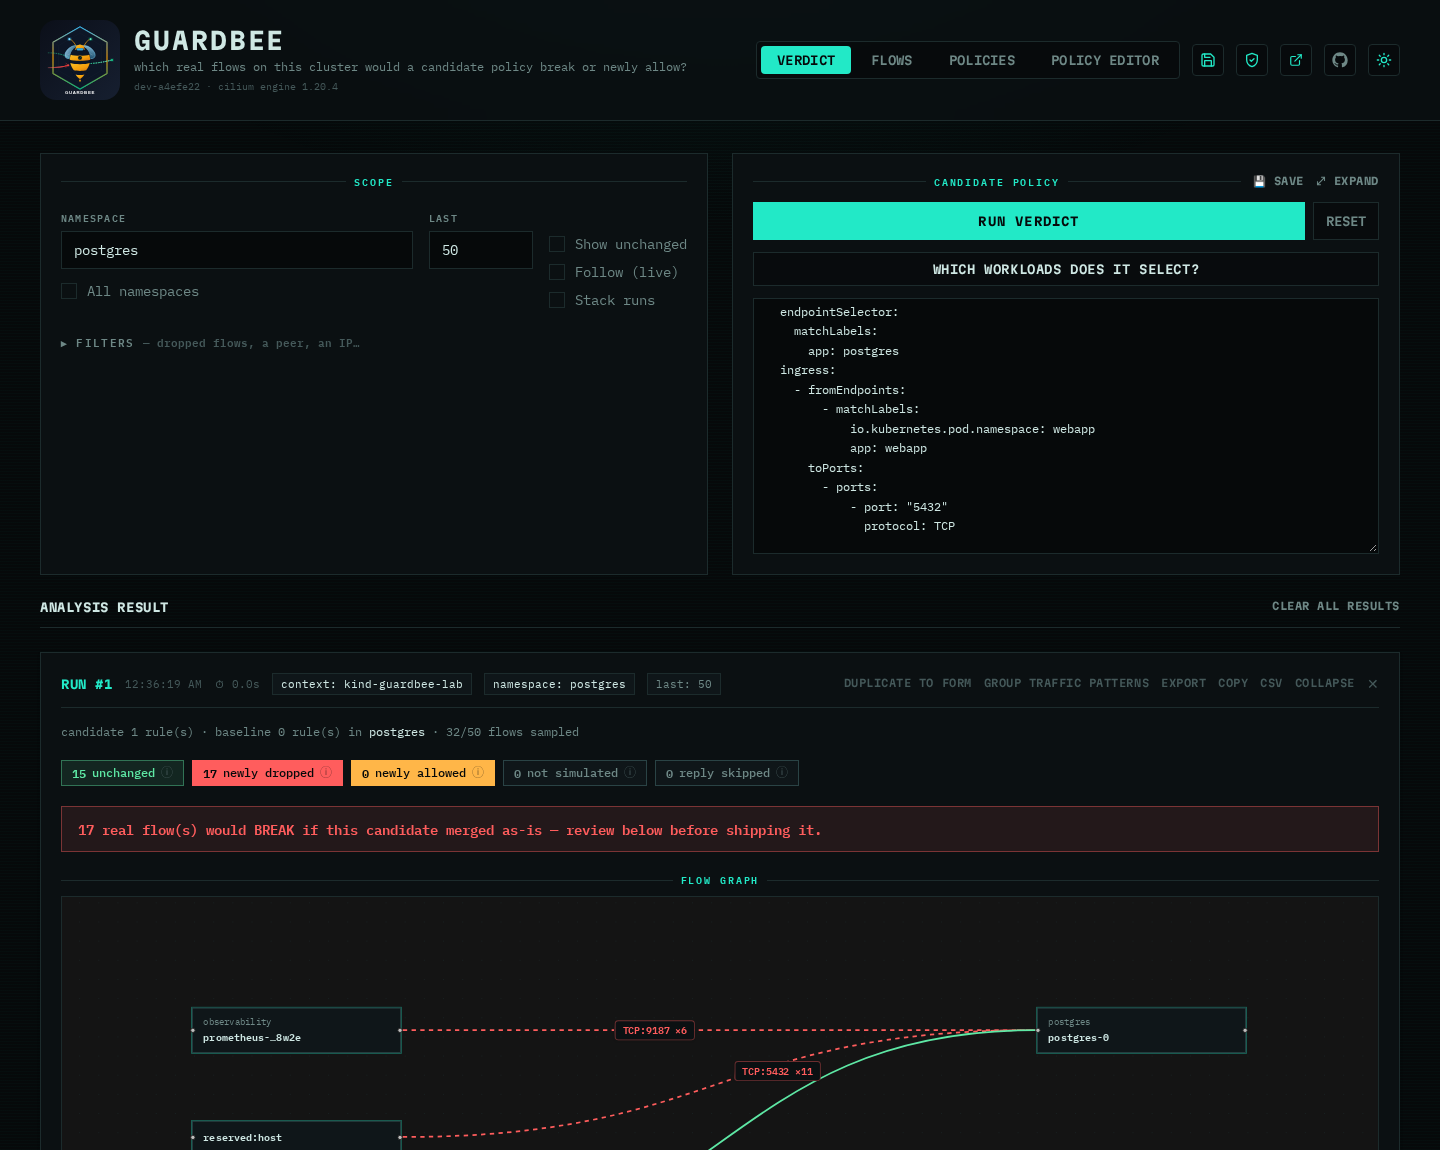 GUARDBEE
GUARDBEE
which real flows on this cluster would a candidate policy break or newly allow?
dev-a4efe22 · cilium engine 1.20.4
VERDICT
FLOWS
POLICIES
POLICY EDITOR
SCOPE
NAMESPACE
LAST
postgres
50
Show unchanged
Follow (live)
Stack runs
All namespaces
▶ FILTERS — dropped flows, a peer, an IP…
CANDIDATE POLICY
💾 SAVE
⤢ EXPAND
RUN VERDICT
RESET
WHICH WORKLOADS DOES IT SELECT?
endpointSelector:
matchLabels:
app: postgres
ingress:
- fromEndpoints:
- matchLabels:
io.kubernetes.pod.namespace: webapp
app: webapp
toPorts:
- ports:
- port: "5432"
protocol: TCP
ANALYSIS RESULT
CLEAR ALL RESULTS
RUN #1 12:36:19 AM ⏱ 0.0s context: kind-guardbee-lab namespace: postgres last: 50
DUPLICATE TO FORM GROUP TRAFFIC PATTERNS EXPORT COPY CSV COLLAPSE ✕
candidate 1 rule(s) · baseline 0 rule(s) in postgres · 32/50 flows sampled
15 unchanged ⓘ 17 newly dropped ⓘ 0 newly allowed ⓘ 0 not simulated ⓘ 0 reply skipped ⓘ
17 real flow(s) would BREAK if this candidate merged as-is — review below before shipping it.
FLOW GRAPH
observability
prometheus-…8w2e
TCP:9187 ×6
postgres
postgres-0
TCP:5432 ×11
reserved:host